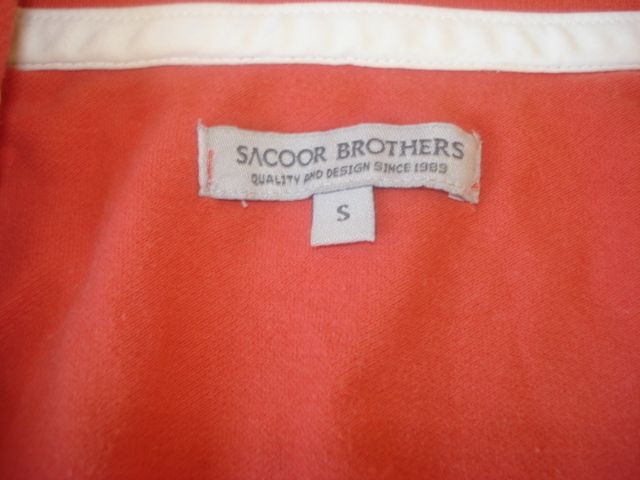 SACOOR BROTHERS
QUALITY AND DESIGN SINCE 1989
S